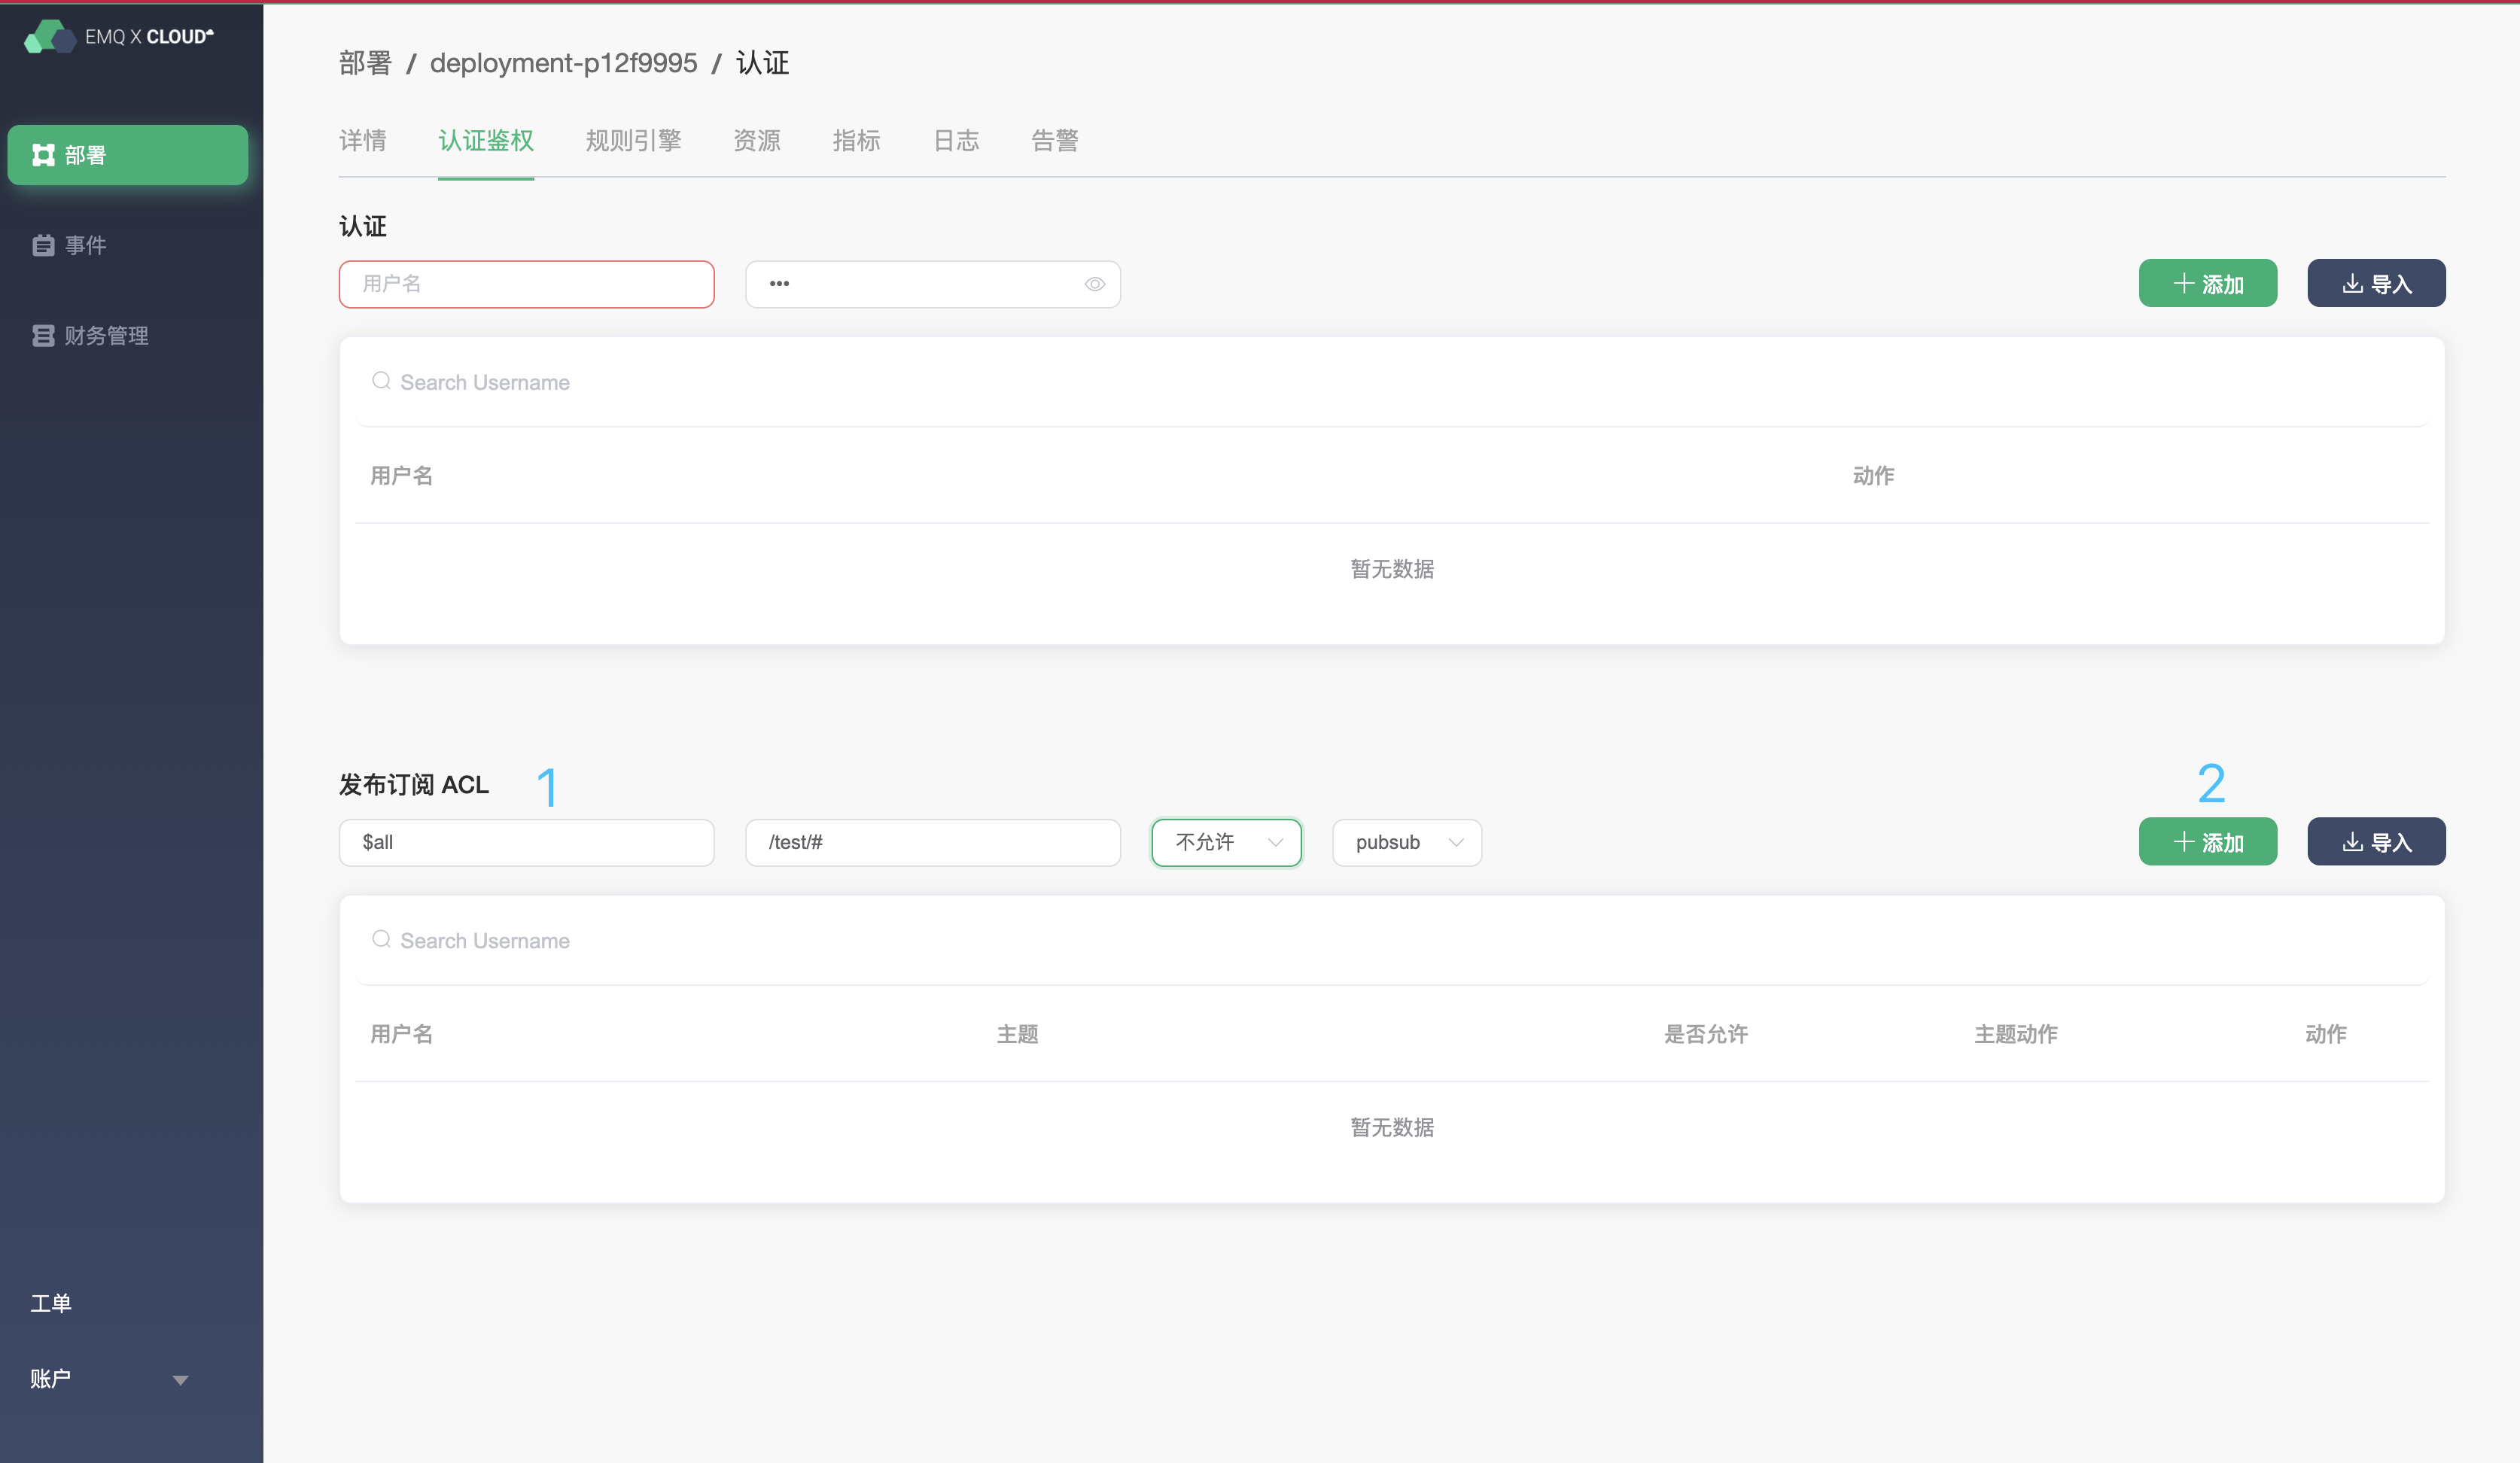 EMQ X CLOUD
部署
事件
财务管理
工单
账户
部署 / deployment-p12f9995 / 认证
详情 认证鉴权 规则引擎 资源 指标 日志 告警
认证
用户名 ••• 添加 导入
Search Username
用户名 动作
暂无数据
发布订阅 ACL 1 2
$all /test/# 不允许 pubsub 添加 导入
Search Username
用户名 主题 是否允许 主题动作 动作
暂无数据